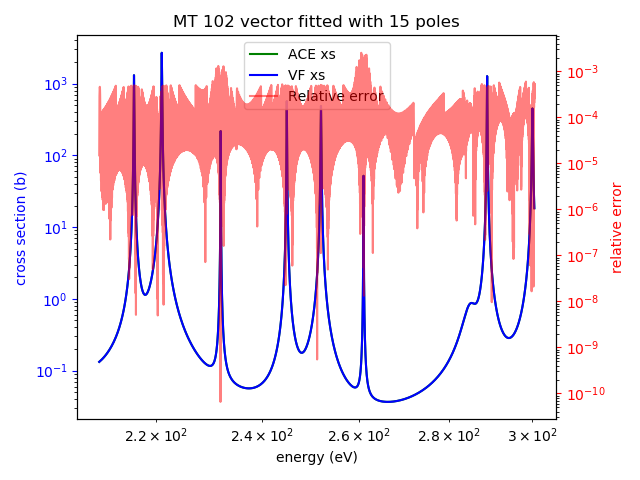 MT 102 vector fitted with 15 poles
ACE xs
VF xs
Relative error
cross section (b)
10³
10²
10¹
10⁰
10⁻¹
10⁻³
10⁻⁴
10⁻⁵
10⁻⁶
10⁻⁷
10⁻⁸
10⁻⁹
10⁻¹⁰
relative error
2.2 × 10² 2.4 × 10² 2.6 × 10² 2.8 × 10² 3 × 10²
energy (eV)